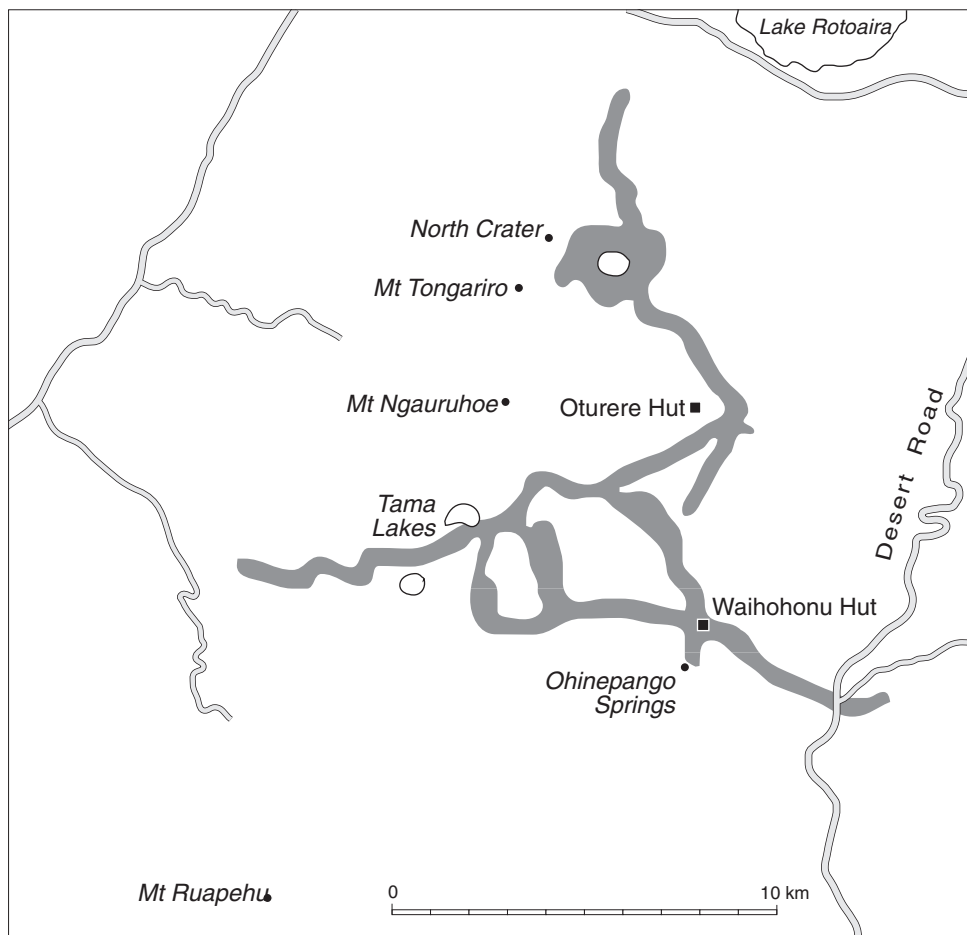 Lake Rotoaira
North Crater
Mt Tongariro
Mt Ngauruhoe
Oturere Hut
Desert Road
Tama
Lakes
Waihohonu Hut
Ohinepango
Springs
Mt Ruapehu
0
10 km